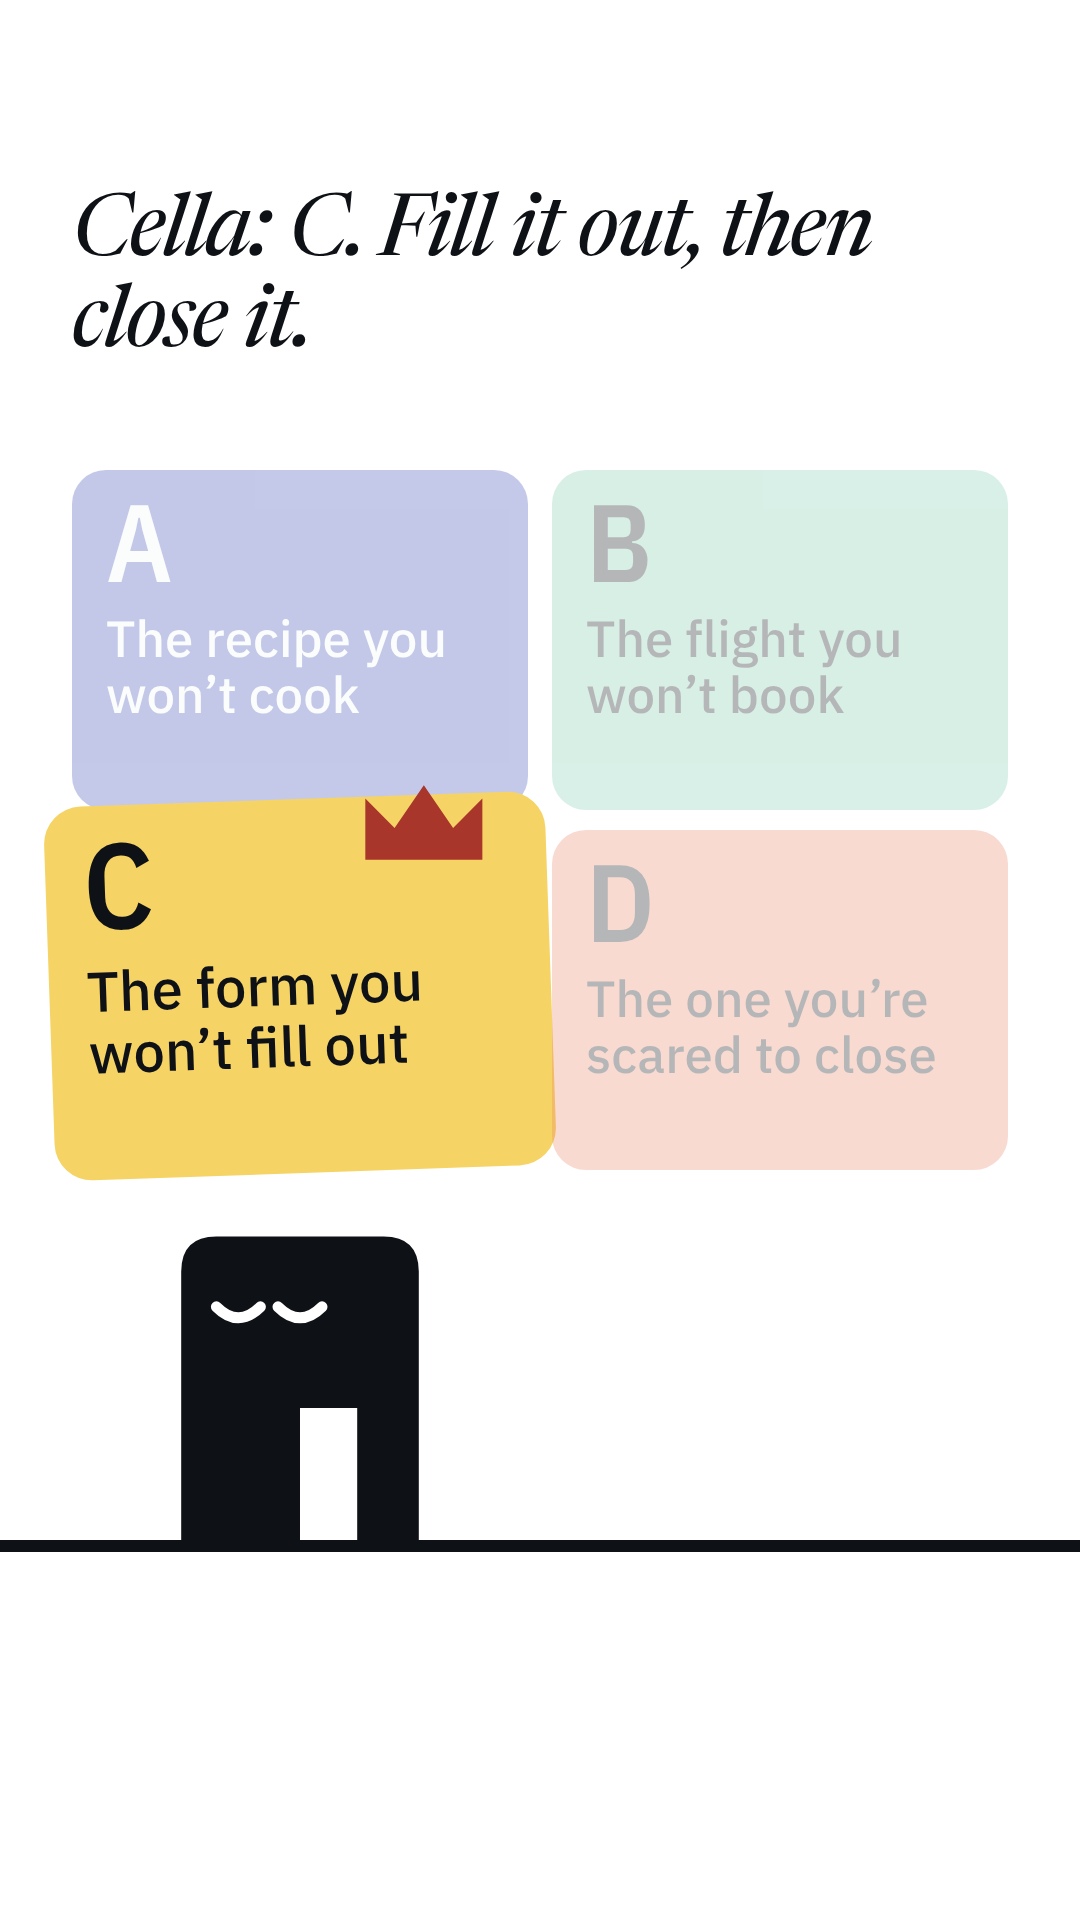 Cella: C. Fill it out, then
close it.
A
The recipe you
won’t cook
B
The flight you
won’t book
C
The form you
won’t fill out
D
The one you’re
scared to close